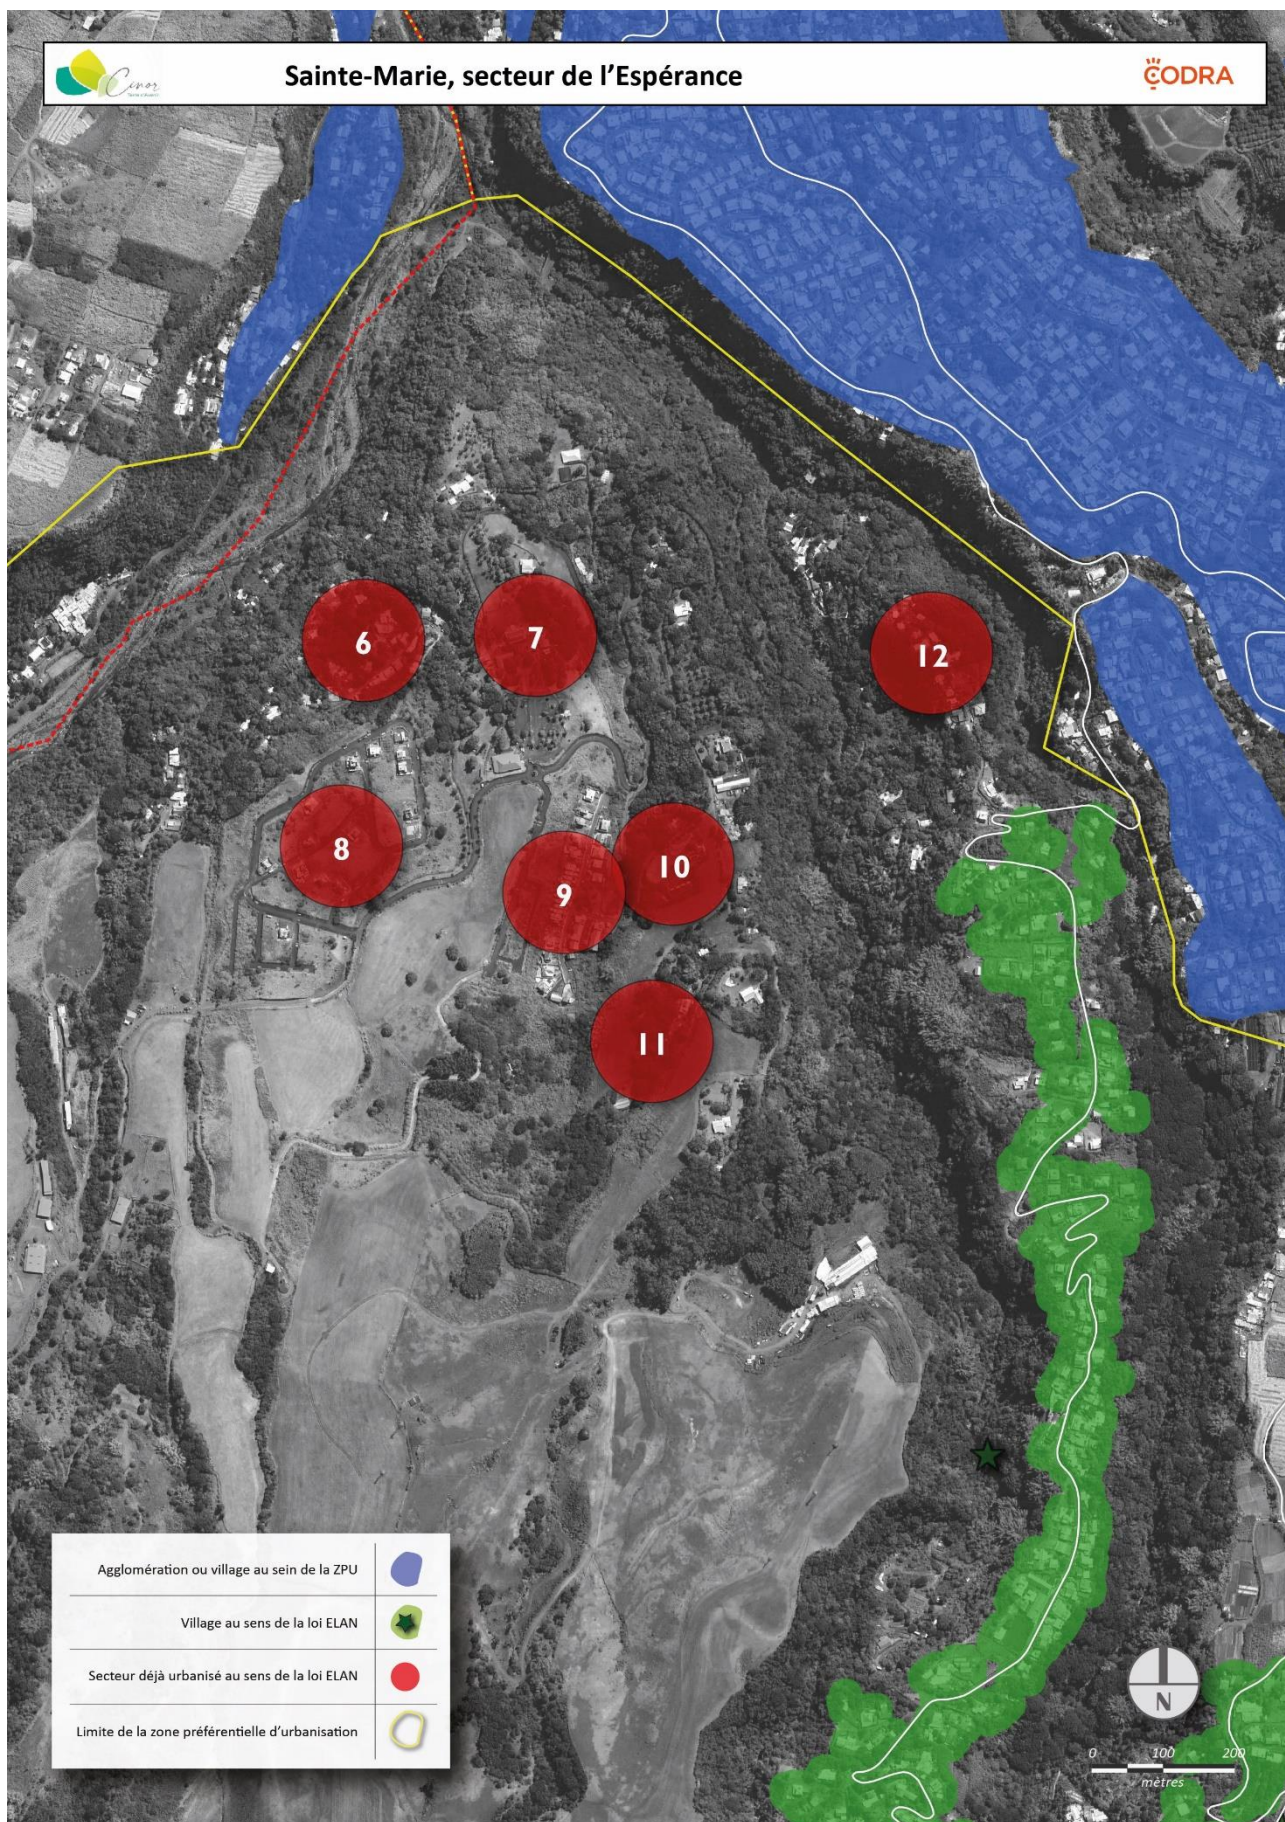 Cinor
Sainte-Marie, secteur de l’Espérance
CODRA
6
7
12
8
9
10
11
Agglomération ou village au sein de la ZPU
Village au sens de la loi ELAN
Secteur déjà urbanisé au sens de la loi ELAN
Limite de la zone préférentielle d’urbanisation
N
0 100 200
mètres